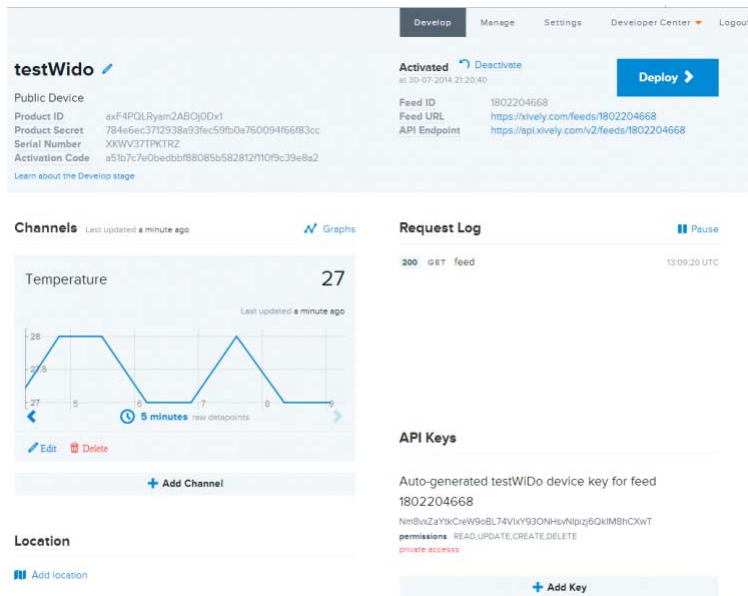 Develop Manage Settings Developer Center Logout
testWido
Public Device
Product ID axF4PQLRyam2ABOj0Dx1
Product Secret 784e6ec3712938a93fec59fb0a760094f66f83cc
Serial Number XKWV37TPKTRZ
Activation Code a51b7c7e0bedbbf88085b582812f110f9c39e8a2
Learn about the Develop stage
Activated Deactivate
at 30-07-2014 21:20:40
Deploy
Feed ID 1802204668
Feed URL https://xively.com/feeds/1802204668
API Endpoint https://api.xively.com/v2/feeds/1802204668
Channels Last updated a minute ago Graphs
Temperature 27
Last updated a minute ago
28
27.5
27
5 6 7 8 9
5 minutes raw datapoints
Edit Delete
+ Add Channel
Location
Add location
Request Log Pause
200 GET feed 13:09:20 UTC
API Keys
Auto-generated testWiDo device key for feed
1802204668
Nm8vxZaYtkCreW9oBL74VIxY93ONHsvNlpizj6QkIM8hCXwT
permissions READ,UPDATE,CREATE,DELETE
private accesss
+ Add Key